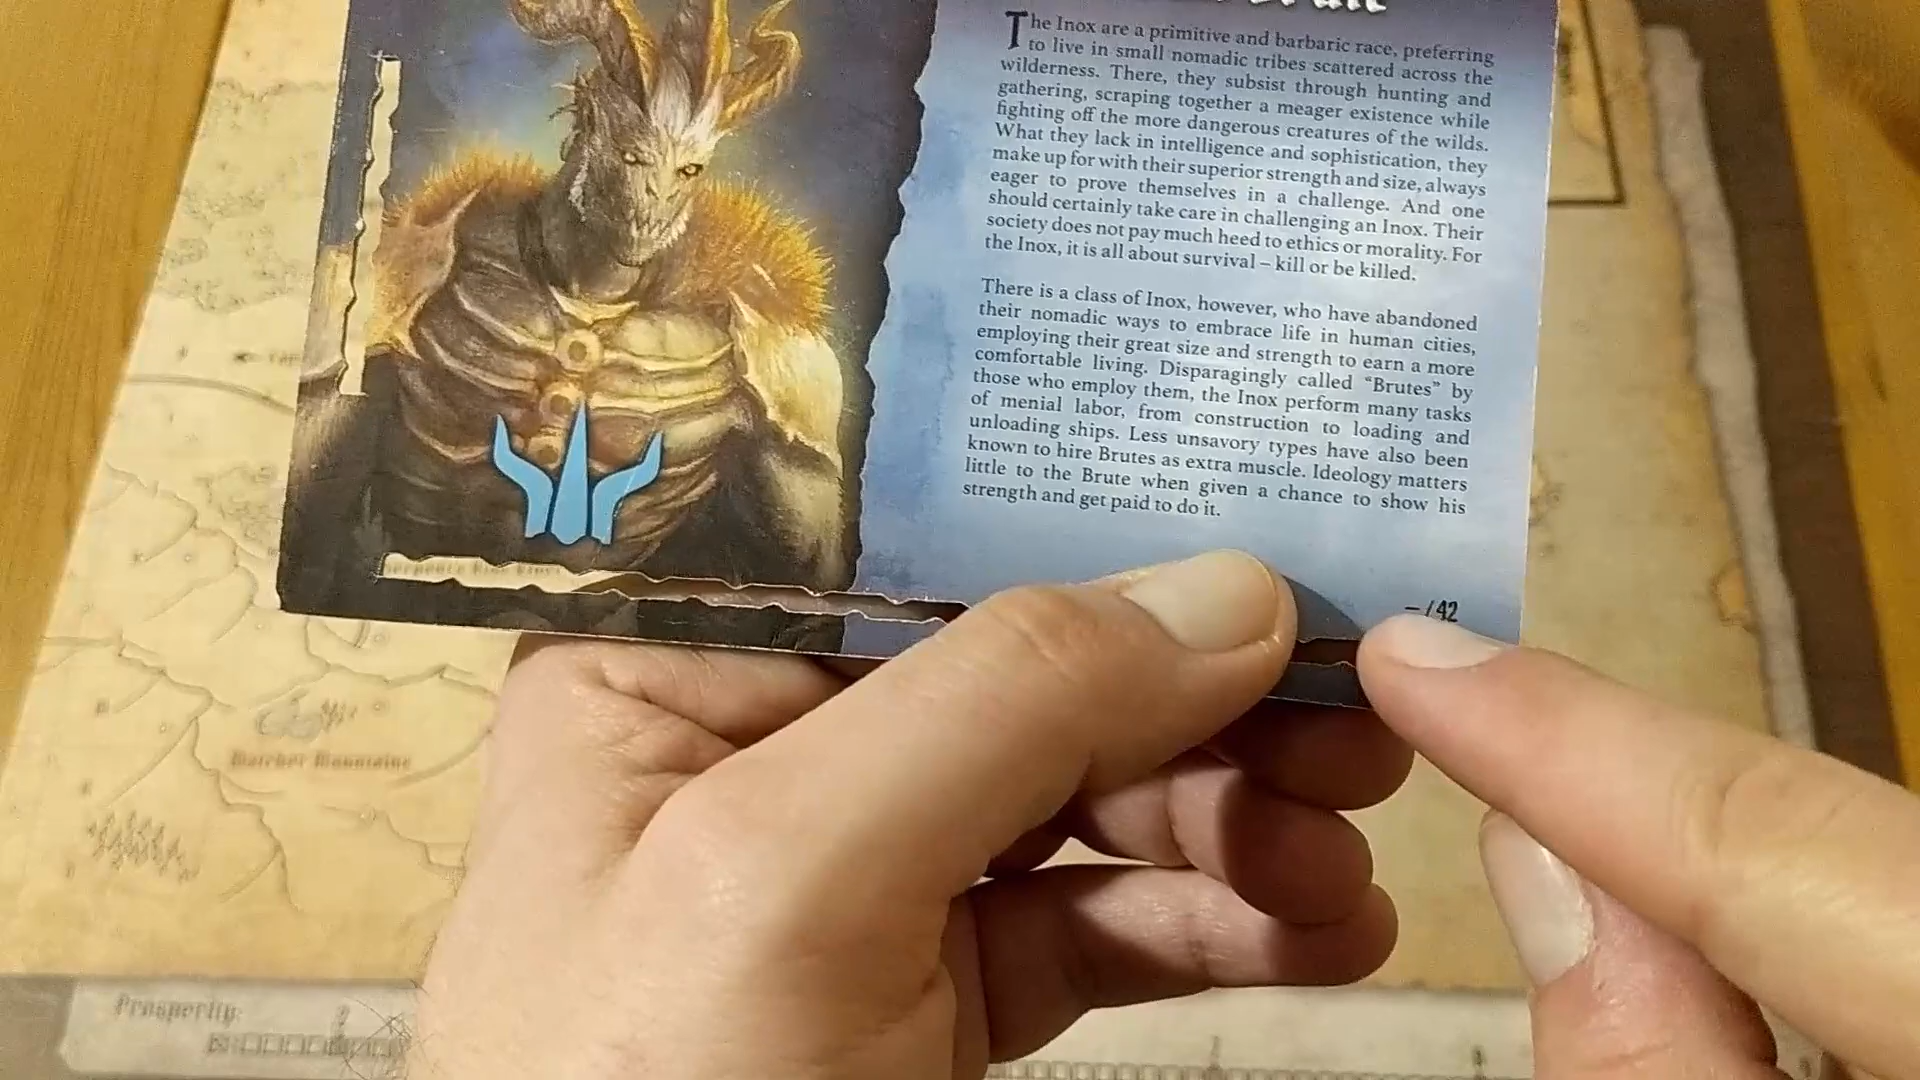 The Inox are a primitive and barbaric race, preferring
to live in small nomadic tribes scattered across the
wilderness. There, they subsist through hunting and
gathering, scraping together a meager existence while
fighting off the more dangerous creatures of the wilds.
What they lack in intelligence and sophistication, they
make up for with their superior strength and size, always
eager to prove themselves in a challenge. And one
should certainly take care in challenging an Inox. Their
society does not pay much heed to ethics or morality. For
the Inox, it is all about survival – kill or be killed.
There is a class of Inox, however, who have abandoned
their nomadic ways to embrace life in human cities,
employing their great size and strength to earn a more
comfortable living. Disparagingly called “Brutes” by
those who employ them, the Inox perform many tasks
of menial labor, from construction to loading and
unloading ships. Less unsavory types have also been
known to hire Brutes as extra muscle. Ideology matters
little to the Brute when given a chance to show his
strength and get paid to do it.
– / 42
Watcher Mountains
Prosperity: